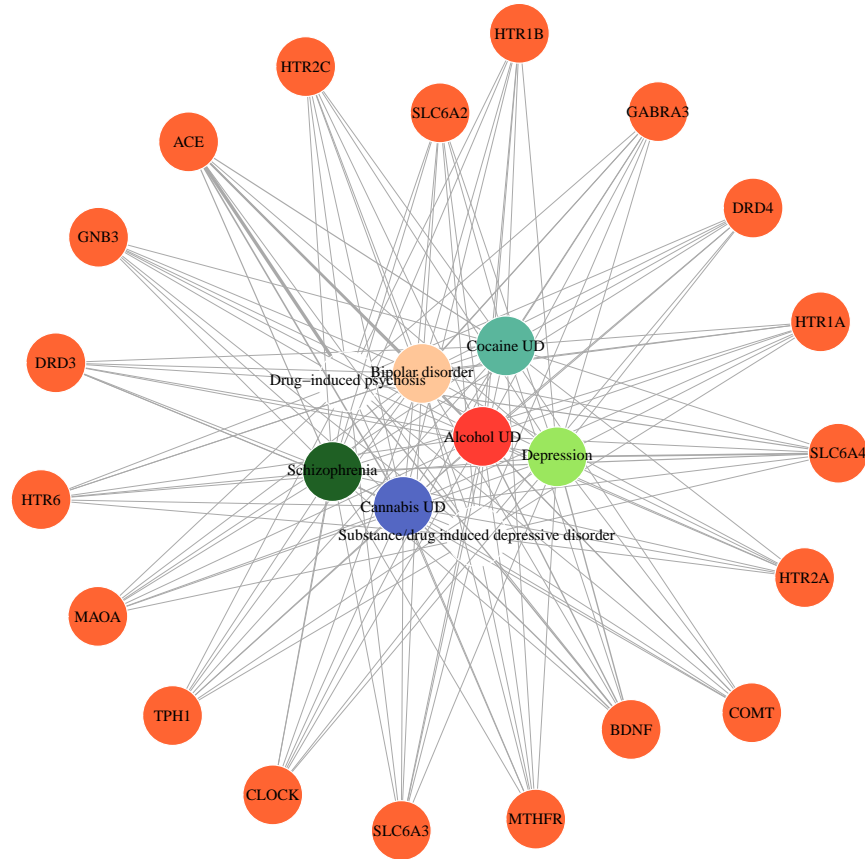 HTR1B
HTR2C
SLC6A2
GABRA3
ACE
DRD4
GNB3
HTR1A
Cocaine UD
DRD3
Bipolar disorder
Drug-induced psychosis
Alcohol UD
Depression
SLC6A4
Schizophrenia
HTR6
Cannabis UD
Substance/drug induced depressive disorder
HTR2A
MAOA
TPH1
COMT
BDNF
CLOCK
MTHFR
SLC6A3